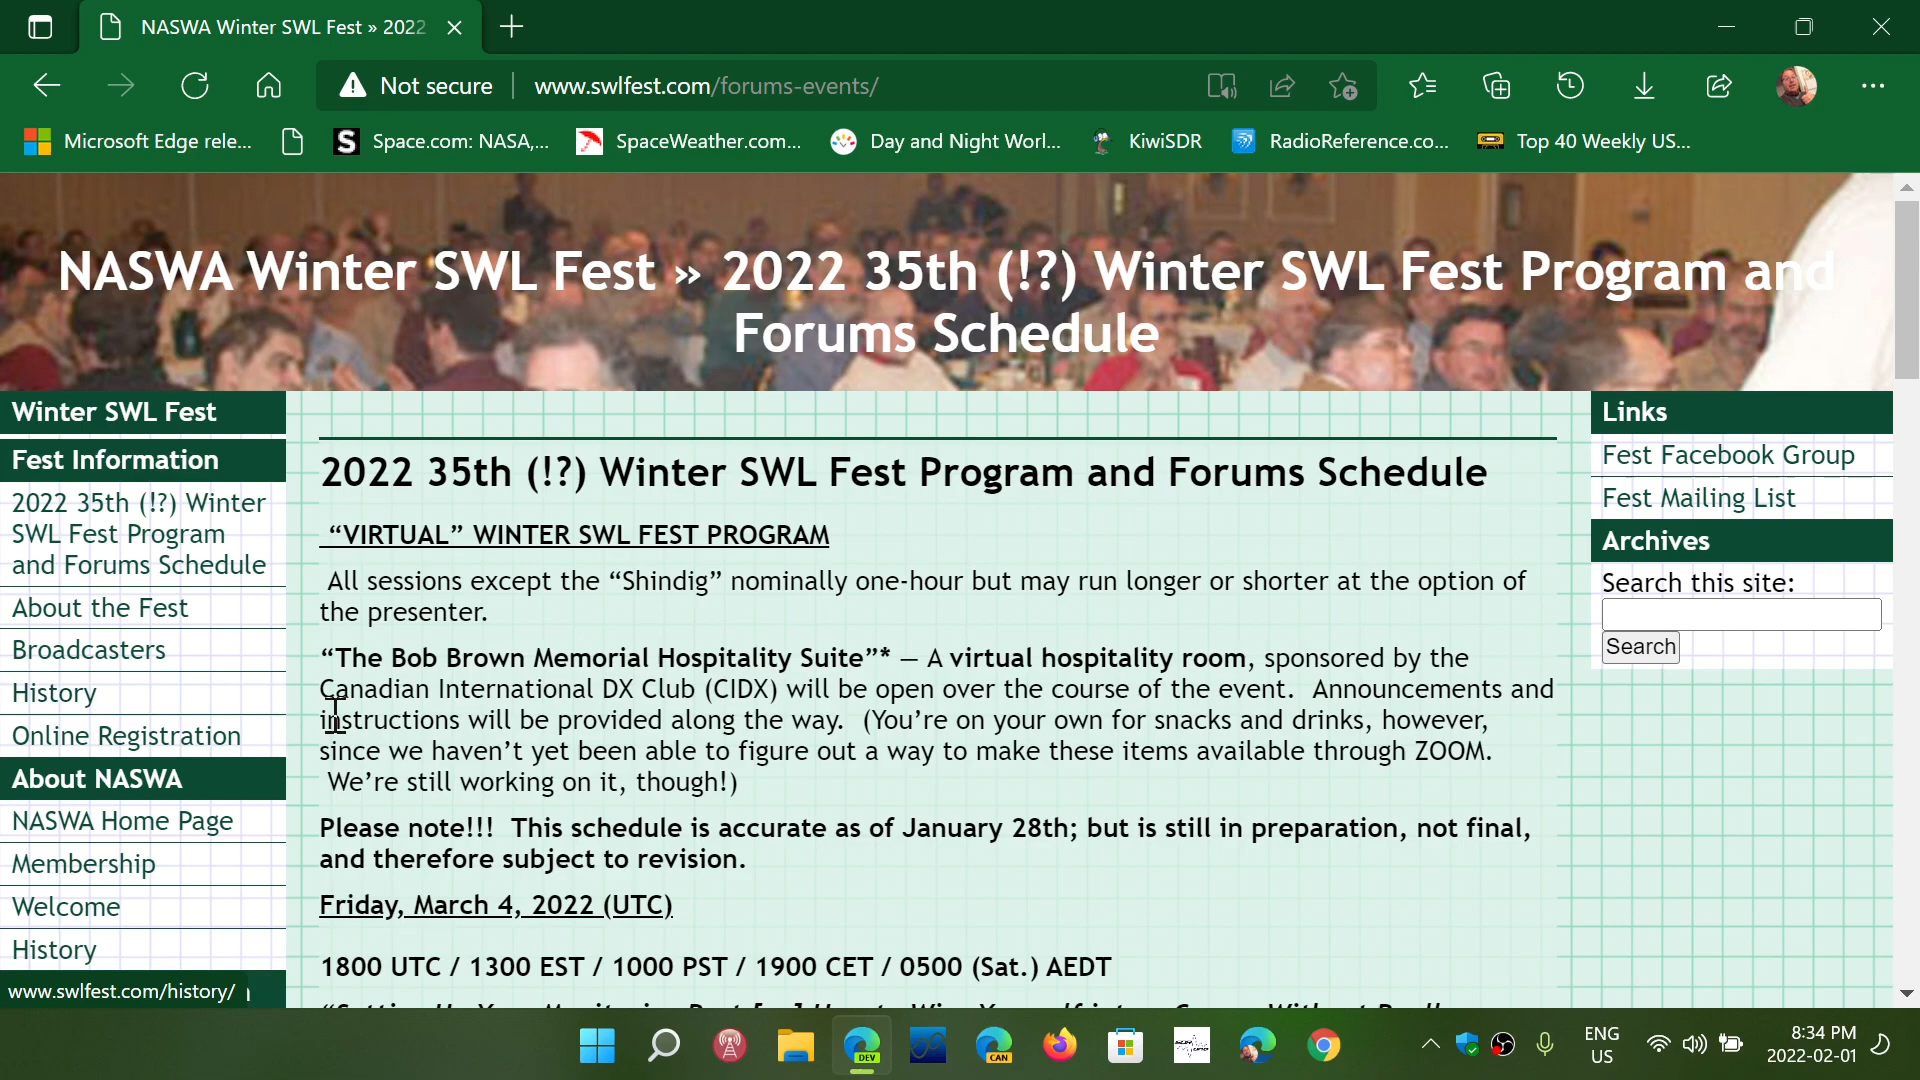 NASWA Winter SWL Fest » 2022
Not secure
www.swlfest.com/forums-events/
Microsoft Edge rele...
Space.com: NASA,...
SpaceWeather.com...
Day and Night Worl...
KiwiSDR
RadioReference.co...
Top 40 Weekly US...
NASWA Winter SWL Fest » 2022 35th (!?) Winter SWL Fest Program and
Forums Schedule
Winter SWL Fest
Fest Information
2022 35th (!?) Winter
SWL Fest Program
and Forums Schedule
About the Fest
Broadcasters
History
Online Registration
About NASWA
NASWA Home Page
Membership
Welcome
History
www.swlfest.com/history/
2022 35th (!?) Winter SWL Fest Program and Forums Schedule
“VIRTUAL” WINTER SWL FEST PROGRAM
All sessions except the “Shindig” nominally one-hour but may run longer or shorter at the option of
the presenter.
“The Bob Brown Memorial Hospitality Suite”* — A virtual hospitality room, sponsored by the
Canadian International DX Club (CIDX) will be open over the course of the event. Announcements and
instructions will be provided along the way. (You’re on your own for snacks and drinks, however,
since we haven’t yet been able to figure out a way to make these items available through ZOOM.
We’re still working on it, though!)
Please note!!! This schedule is accurate as of January 28th; but is still in preparation, not final,
and therefore subject to revision.
Friday, March 4, 2022 (UTC)
1800 UTC / 1300 EST / 1000 PST / 1900 CET / 0500 (Sat.) AEDT
Links
Fest Facebook Group
Fest Mailing List
Archives
Search this site:
Search
DEV
CAN
ENG
US
8:34 PM
2022-02-01